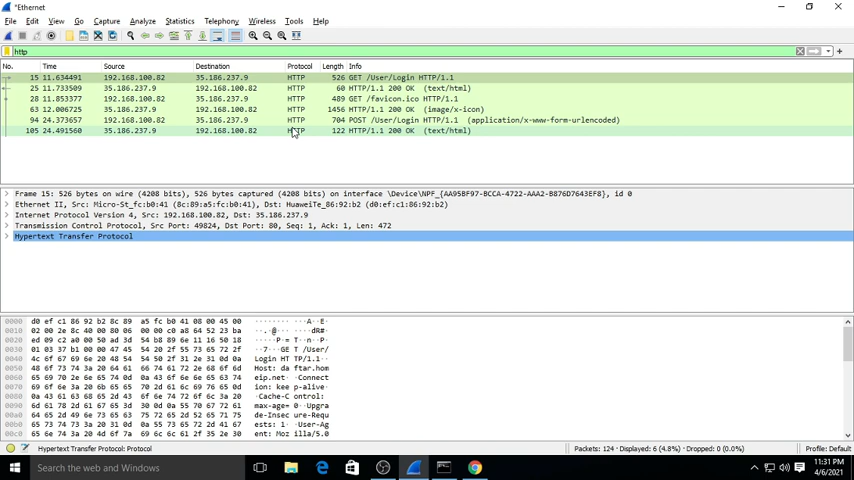 *Ethernet
File Edit View Go Capture Analyze Statistics Telephony Wireless Tools Help
http
No. Time Source Destination Protocol Length Info
15 11.634491 192.168.100.82 35.186.237.9 HTTP 526 GET /User/Login HTTP/1.1
25 11.733509 35.186.237.9 192.168.100.82 HTTP 60 HTTP/1.1 200 OK (text/html)
28 11.853377 192.168.100.82 35.186.237.9 HTTP 489 GET /favicon.ico HTTP/1.1
63 12.006725 35.186.237.9 192.168.100.82 HTTP 1456 HTTP/1.1 200 OK (image/x-icon)
94 24.373657 192.168.100.82 35.186.237.9 HTTP 704 POST /User/Login HTTP/1.1 (application/x-www-form-urlencoded)
105 24.491560 35.186.237.9 192.168.100.82 HTTP 122 HTTP/1.1 200 OK (text/html)
Frame 15: 526 bytes on wire (4208 bits), 526 bytes captured (4208 bits) on interface \Device\NPF_{AA95BF97-BCCA-4722-AAA2-B876D7643EF8}, id 0
Ethernet II, Src: Micro-St_fc:b0:41 (8c:89:a5:fc:b0:41), Dst: HuaweiTe_86:92:b2 (d0:ef:c1:86:92:b2)
Internet Protocol Version 4, Src: 192.168.100.82, Dst: 35.186.237.9
Transmission Control Protocol, Src Port: 49824, Dst Port: 80, Seq: 1, Ack: 1, Len: 472
Hypertext Transfer Protocol
0000 d0 ef c1 86 92 b2 8c 89 a5 fc b0 41 08 00 45 00 ········ ···A··E·
0010 02 00 2e 8c 40 00 80 06 00 00 c0 a8 64 52 23 ba ··.·@··· ····dR#·
0020 ed 09 c2 a0 00 50 ad 3d 54 b8 89 6e 11 16 50 18 ·····P·= T··n··P·
0030 01 03 37 b1 00 00 47 45 54 20 2f 55 73 65 72 2f ··7···GE T /User/
0040 4c 6f 67 69 6e 20 48 54 54 50 2f 31 2e 31 0d 0a Login HT TP/1.1··
0050 48 6f 73 74 3a 20 64 61 66 74 61 72 2e 68 6f 6d Host: da ftar.hom
0060 65 69 70 2e 6e 65 74 0d 0a 43 6f 6e 6e 65 63 74 eip.net· ·Connect
0070 69 6f 6e 3a 20 6b 65 65 70 2d 61 6c 69 76 65 0d ion: kee p-alive·
0080 0a 43 61 63 68 65 2d 43 6f 6e 74 72 6f 6c 3a 20 ·Cache-C ontrol:
0090 6d 61 78 2d 61 67 65 3d 30 0d 0a 55 70 67 72 61 max-age= 0··Upgra
00a0 64 65 2d 49 6e 73 65 63 75 72 65 2d 52 65 71 75 de-Insec ure-Requ
00b0 65 73 74 73 3a 20 31 0d 0a 55 73 65 72 2d 41 67 ests: 1· ·User-Ag
00c0 65 6e 74 3a 20 4d 6f 7a 69 6c 6c 61 2f 35 2e 30 ent: Moz illa/5.0
Hypertext Transfer Protocol: Protocol Packets: 124 · Displayed: 6 (4.8%) · Dropped: 0 (0.0%) Profile: Default
Search the web and Windows
11:31 PM
4/6/2021